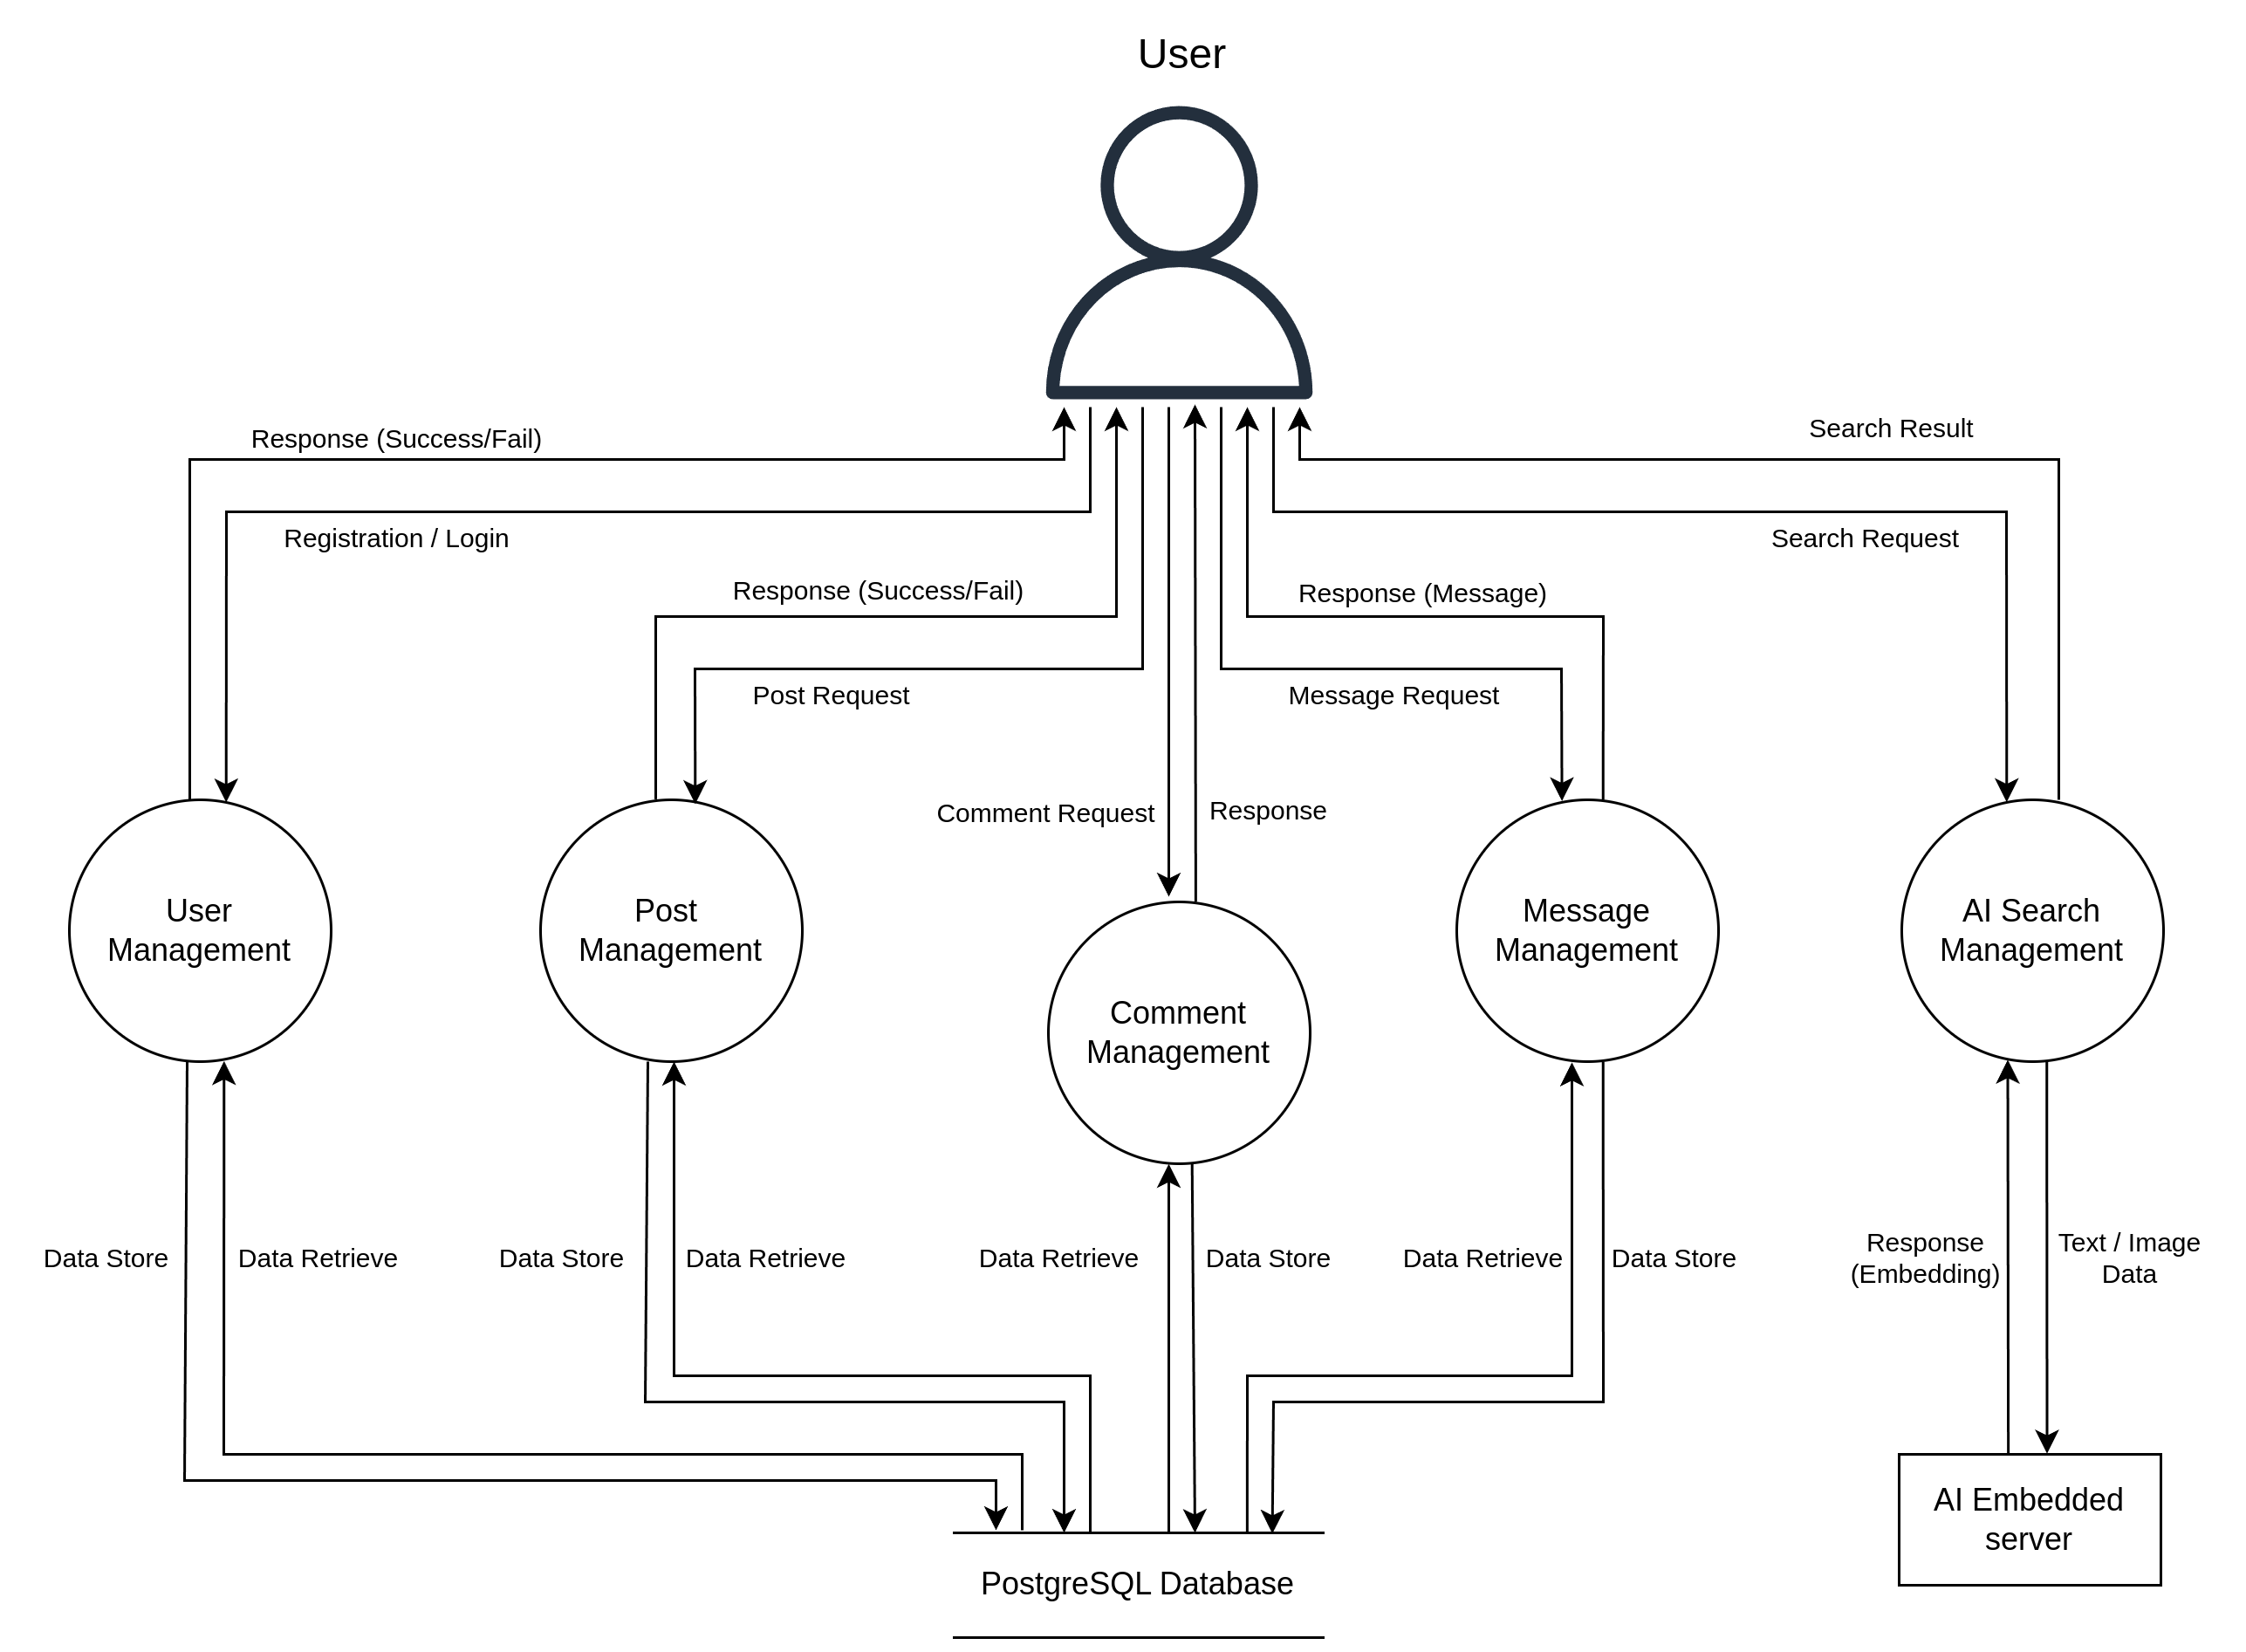 User
Search Result
Response (Success/Fail)
Registration / Login
Search Request
Response (Success/Fail)
Response (Message)
Post Request
Message Request
Comment Request
Response
User
Management
Post
Management
Comment
Management
Message
Management
AI Search
Management
Data Store
Data Retrieve
Data Store
Data Retrieve
Data Retrieve
Data Store
Data Retrieve
Data Store
Response
(Embedding)
Text / Image
Data
PostgreSQL Database
AI Embedded
server